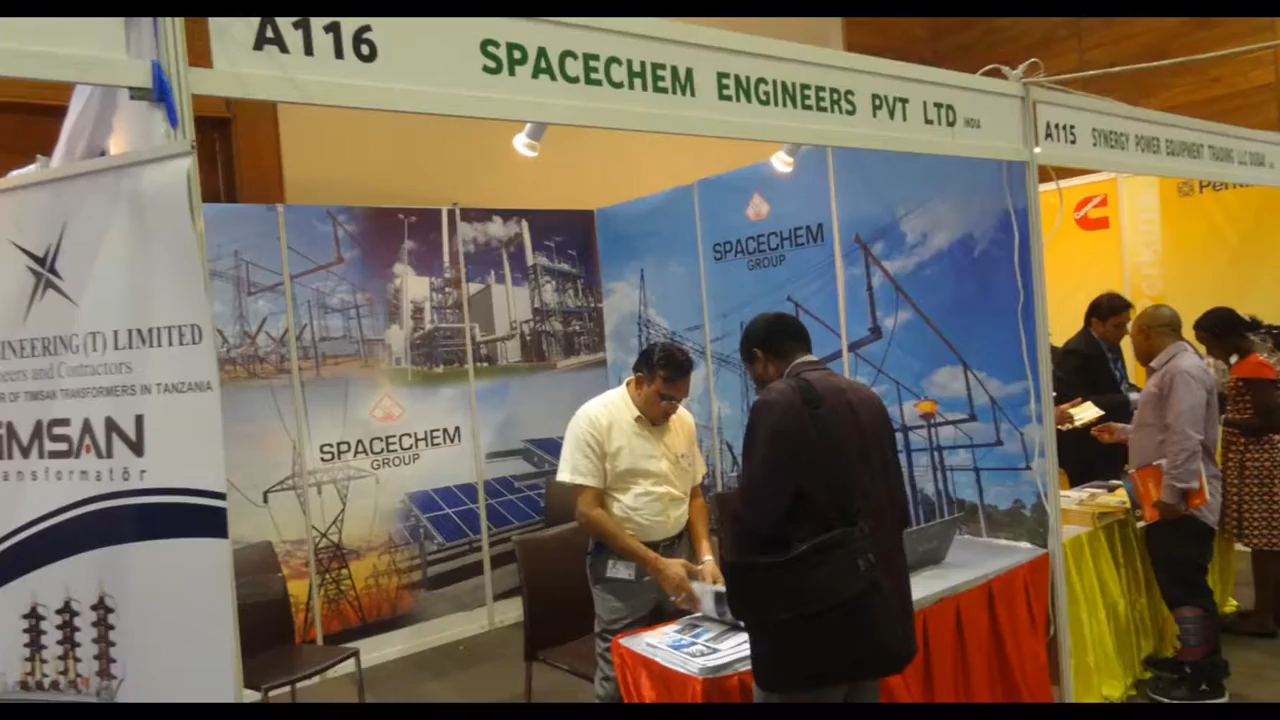 A116 SPACECHEM ENGINEERS PVT LTD INDIA
A115 SYNERGY POWER EQUIPMENT TRADING LLC DUBAI
SPACECHEM
GROUP
SPACECHEM
GROUP
INEERING (T) LIMITED
neers and Contractors
R OF TIMSAN TRANSFORMERS IN TANZANIA
iMSAN
ansformatör
Perkins